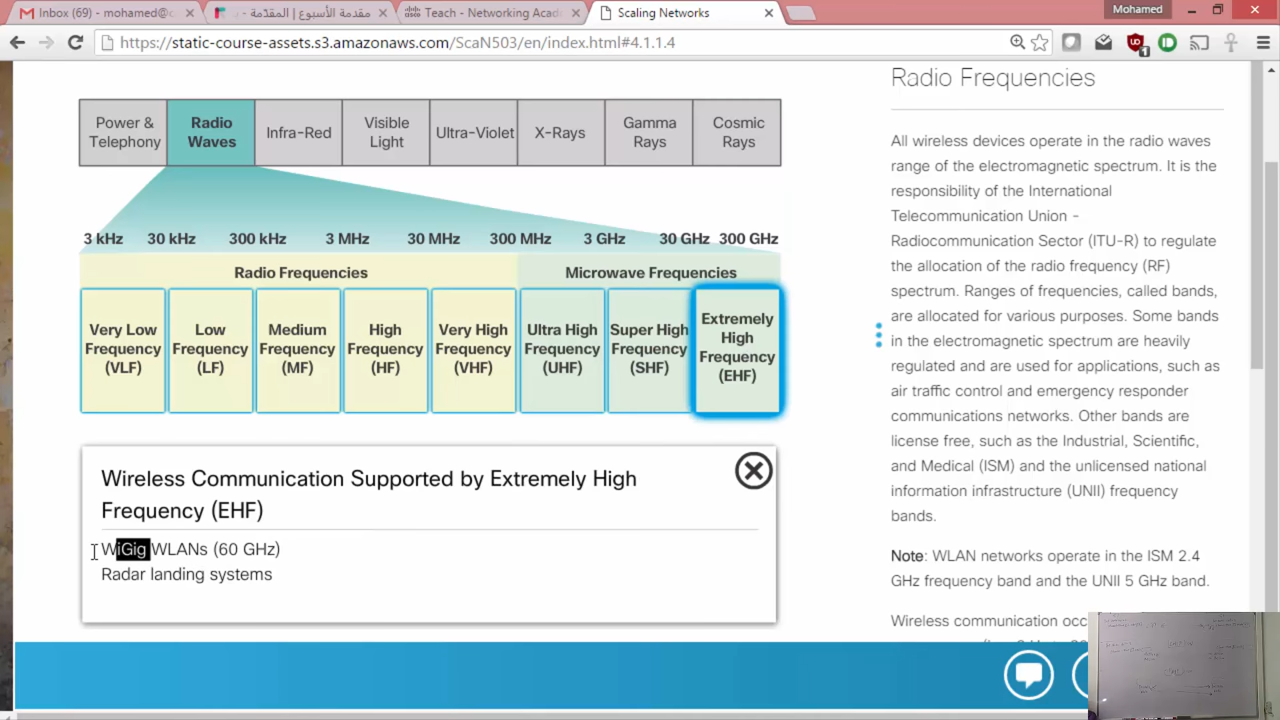 Inbox (69) - mohamed@c
مقدمة الأسبوع | المقدّمة - و
Teach - Networking Acade
Scaling Networks
Mohamed
https://static-course-assets.s3.amazonaws.com/ScaN503/en/index.html#4.1.1.4
Power & Telephony
Radio Waves
Infra-Red
Visible Light
Ultra-Violet
X-Rays
Gamma Rays
Cosmic Rays
3 kHz 30 kHz 300 kHz 3 MHz 30 MHz 300 MHz 3 GHz 30 GHz 300 GHz
Radio Frequencies
Microwave Frequencies
Very Low Frequency (VLF)
Low Frequency (LF)
Medium Frequency (MF)
High Frequency (HF)
Very High Frequency (VHF)
Ultra High Frequency (UHF)
Super High Frequency (SHF)
Extremely High Frequency (EHF)
Wireless Communication Supported by Extremely High
Frequency (EHF)
WiGig WLANs (60 GHz)
Radar landing systems
Radio Frequencies
All wireless devices operate in the radio waves
range of the electromagnetic spectrum. It is the
responsibility of the International
Telecommunication Union -
Radiocommunication Sector (ITU-R) to regulate
the allocation of the radio frequency (RF)
spectrum. Ranges of frequencies, called bands,
are allocated for various purposes. Some bands
in the electromagnetic spectrum are heavily
regulated and are used for applications, such as
air traffic control and emergency responder
communications networks. Other bands are
license free, such as the Industrial, Scientific,
and Medical (ISM) and the unlicensed national
information infrastructure (UNII) frequency
bands.
Note: WLAN networks operate in the ISM 2.4
GHz frequency band and the UNII 5 GHz band.
Wireless communication occ